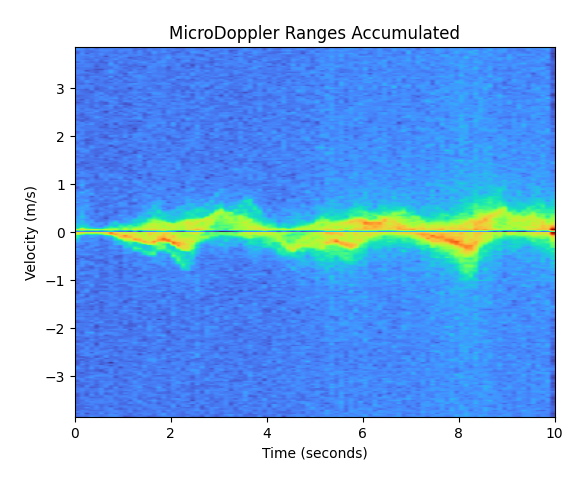 MicroDoppler Ranges Accumulated
Velocity (m/s)
3
2
1
0
−1
−2
−3
0 2 4 6 8 10
Time (seconds)